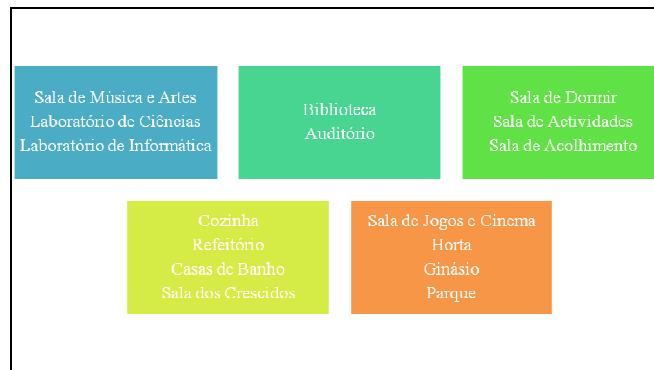 Sala de Música e Artes
Laboratório de Ciências
Laboratório de Informática
Biblioteca
Auditório
Sala de Dormir
Sala de Actividades
Sala de Acolhimento
Cozinha
Refeitório
Casas de Banho
Sala dos Crescidos
Sala de Jogos e Cinema
Horta
Ginásio
Parque